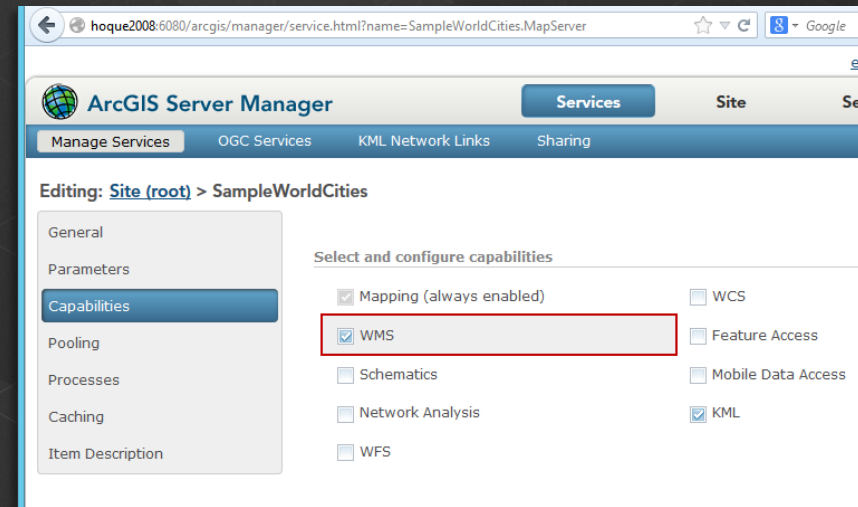 hoque2008:6080/arcgis/manager/service.html?name=SampleWorldCities.MapServer
8 Google
ArcGIS Server Manager
Services Site
Manage Services OGC Services KML Network Links Sharing
Editing: Site (root) > SampleWorldCities
General
Parameters
Capabilities
Pooling
Processes
Caching
Item Description
Select and configure capabilities
Mapping (always enabled) WCS
WMS Feature Access
Schematics Mobile Data Access
Network Analysis KML
WFS